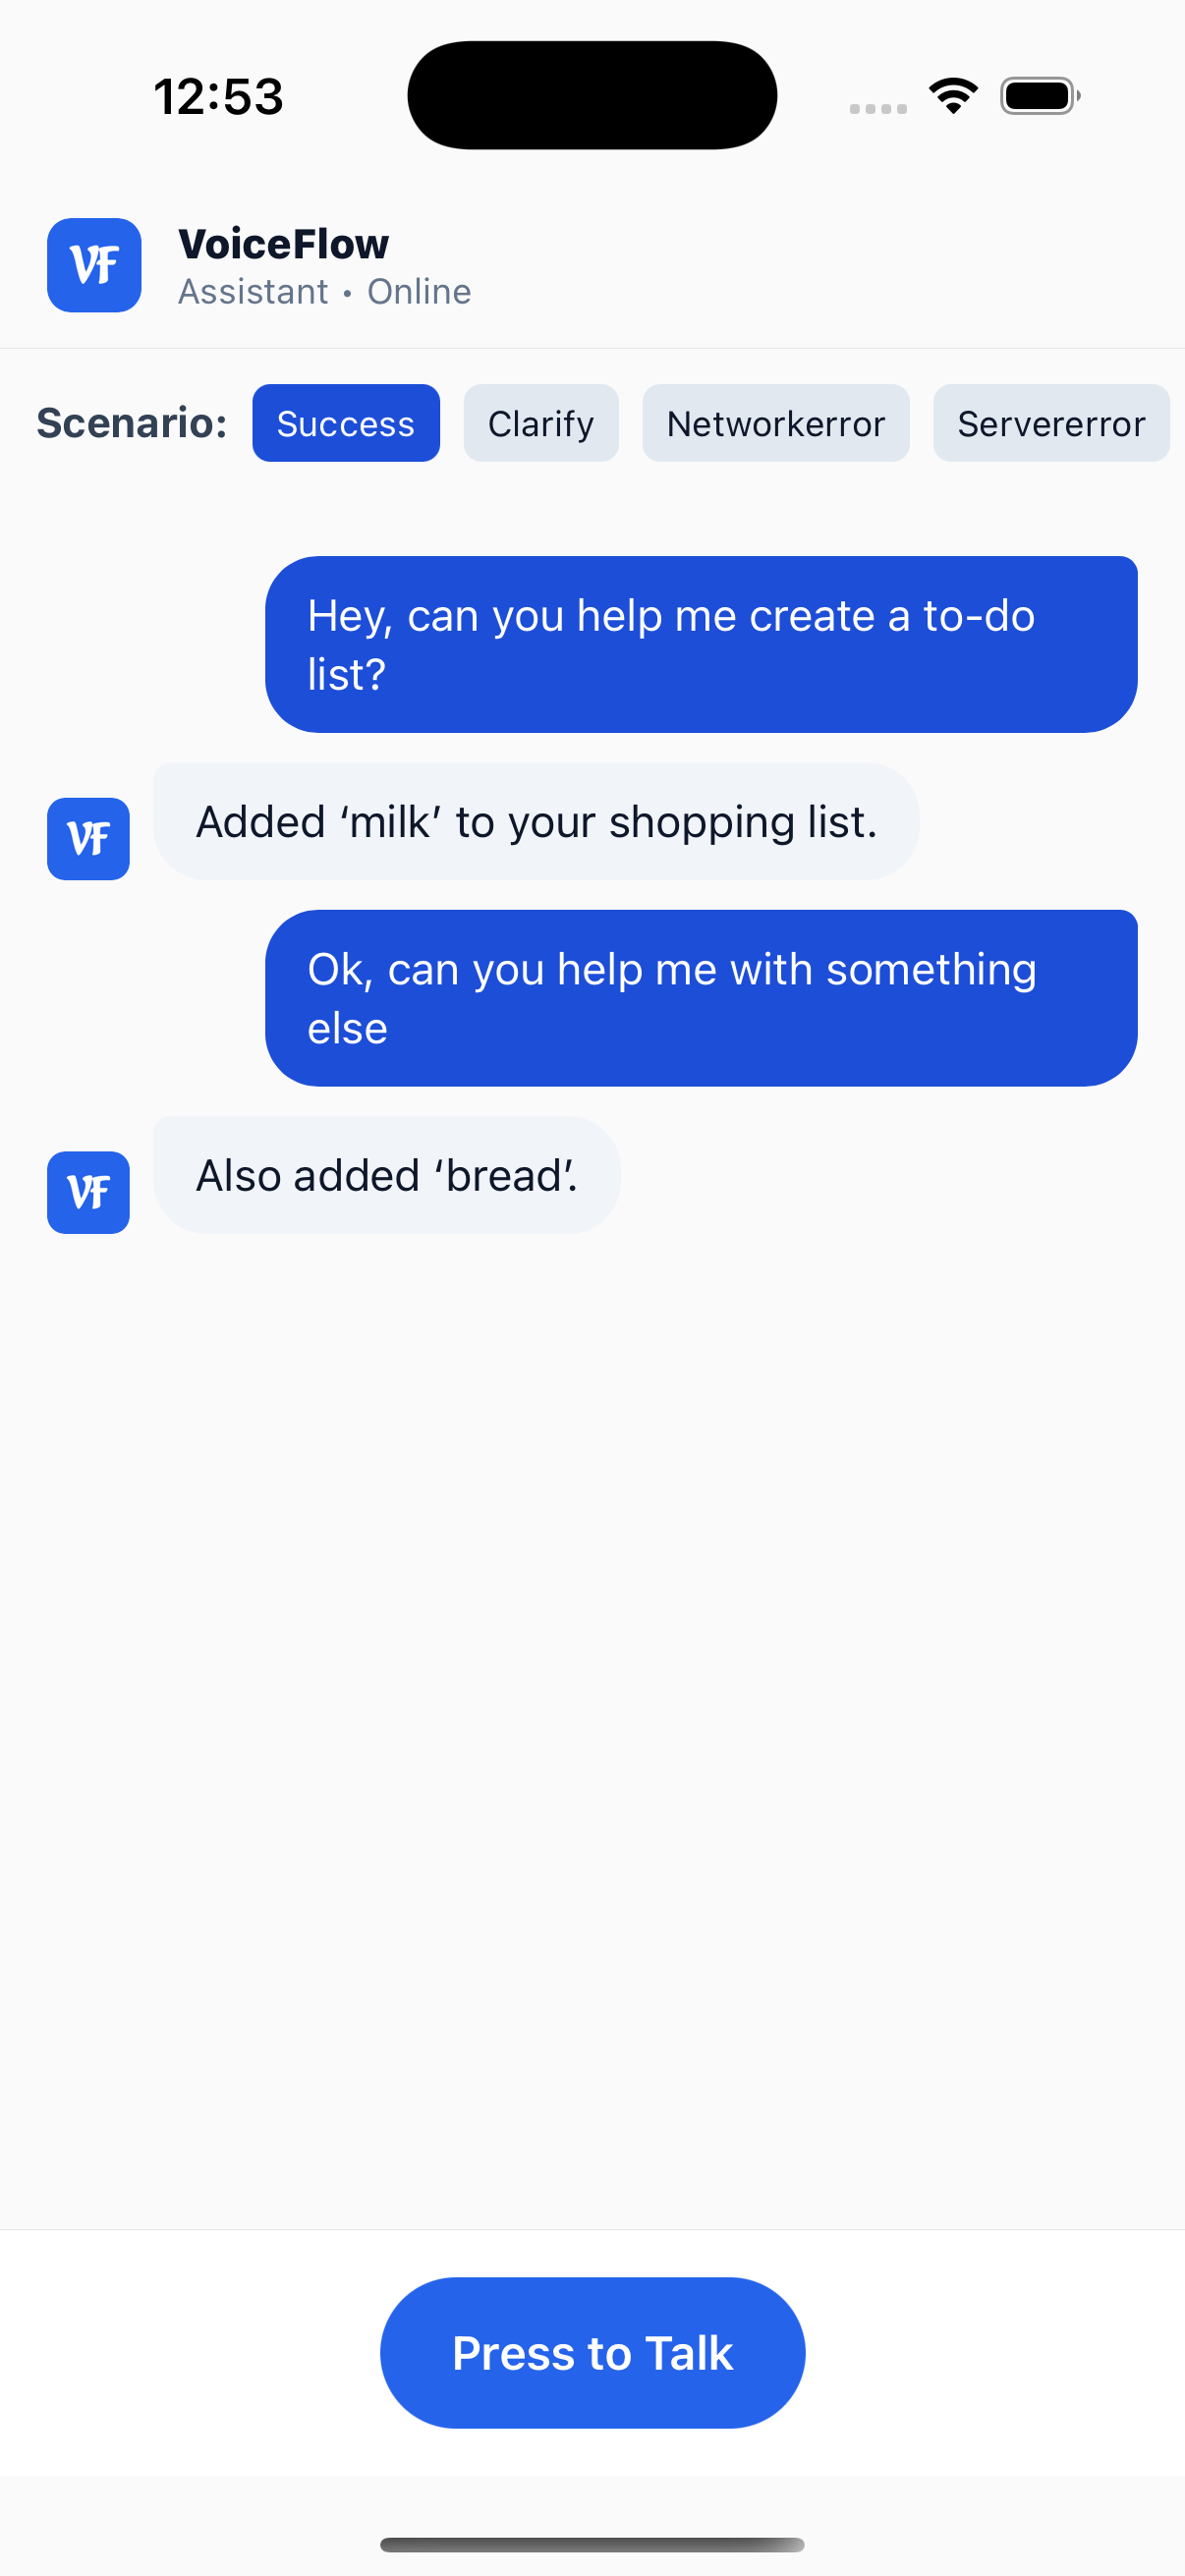 12:53
VF
VoiceFlow
Assistant • Online
Scenario:
Success
Clarify
Networkerror
Servererror
Hey, can you help me create a to-do
list?
VF
Added ‘milk’ to your shopping list.
Ok, can you help me with something
else
VF
Also added ‘bread’.
Press to Talk